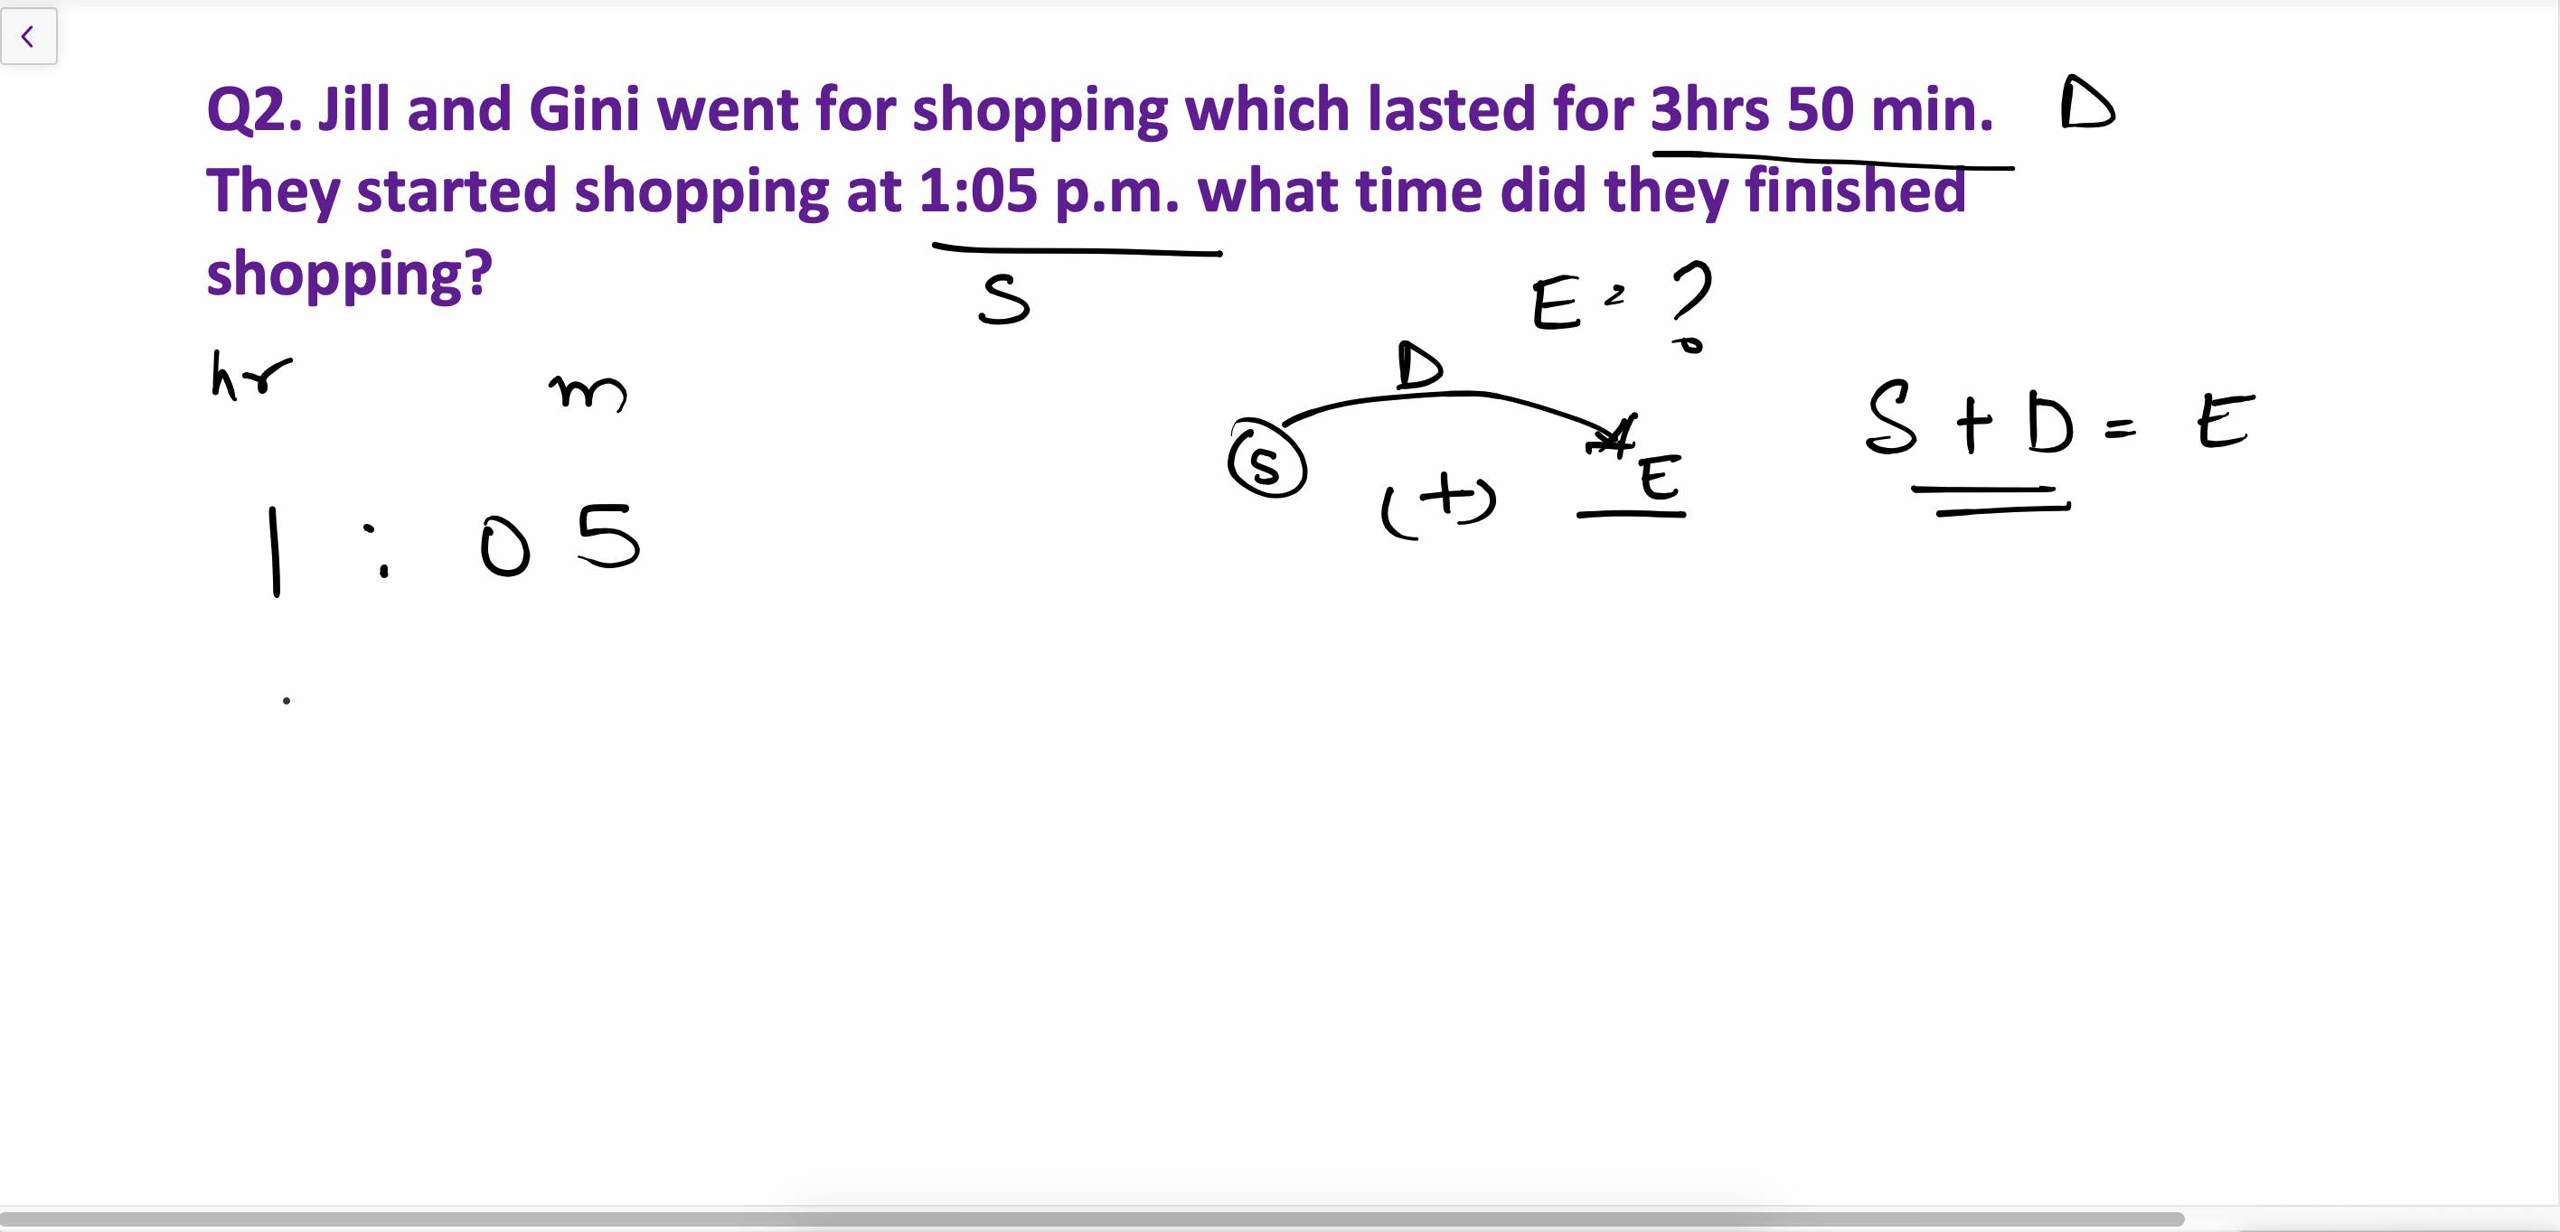 Q2. Jill and Gini went for shopping which lasted for 3hrs 50 min. D
They started shopping at 1:05 p.m. what time did they finished
shopping?
S
E = ?
hr m
D
S (+) E
S + D = E
1 : 05